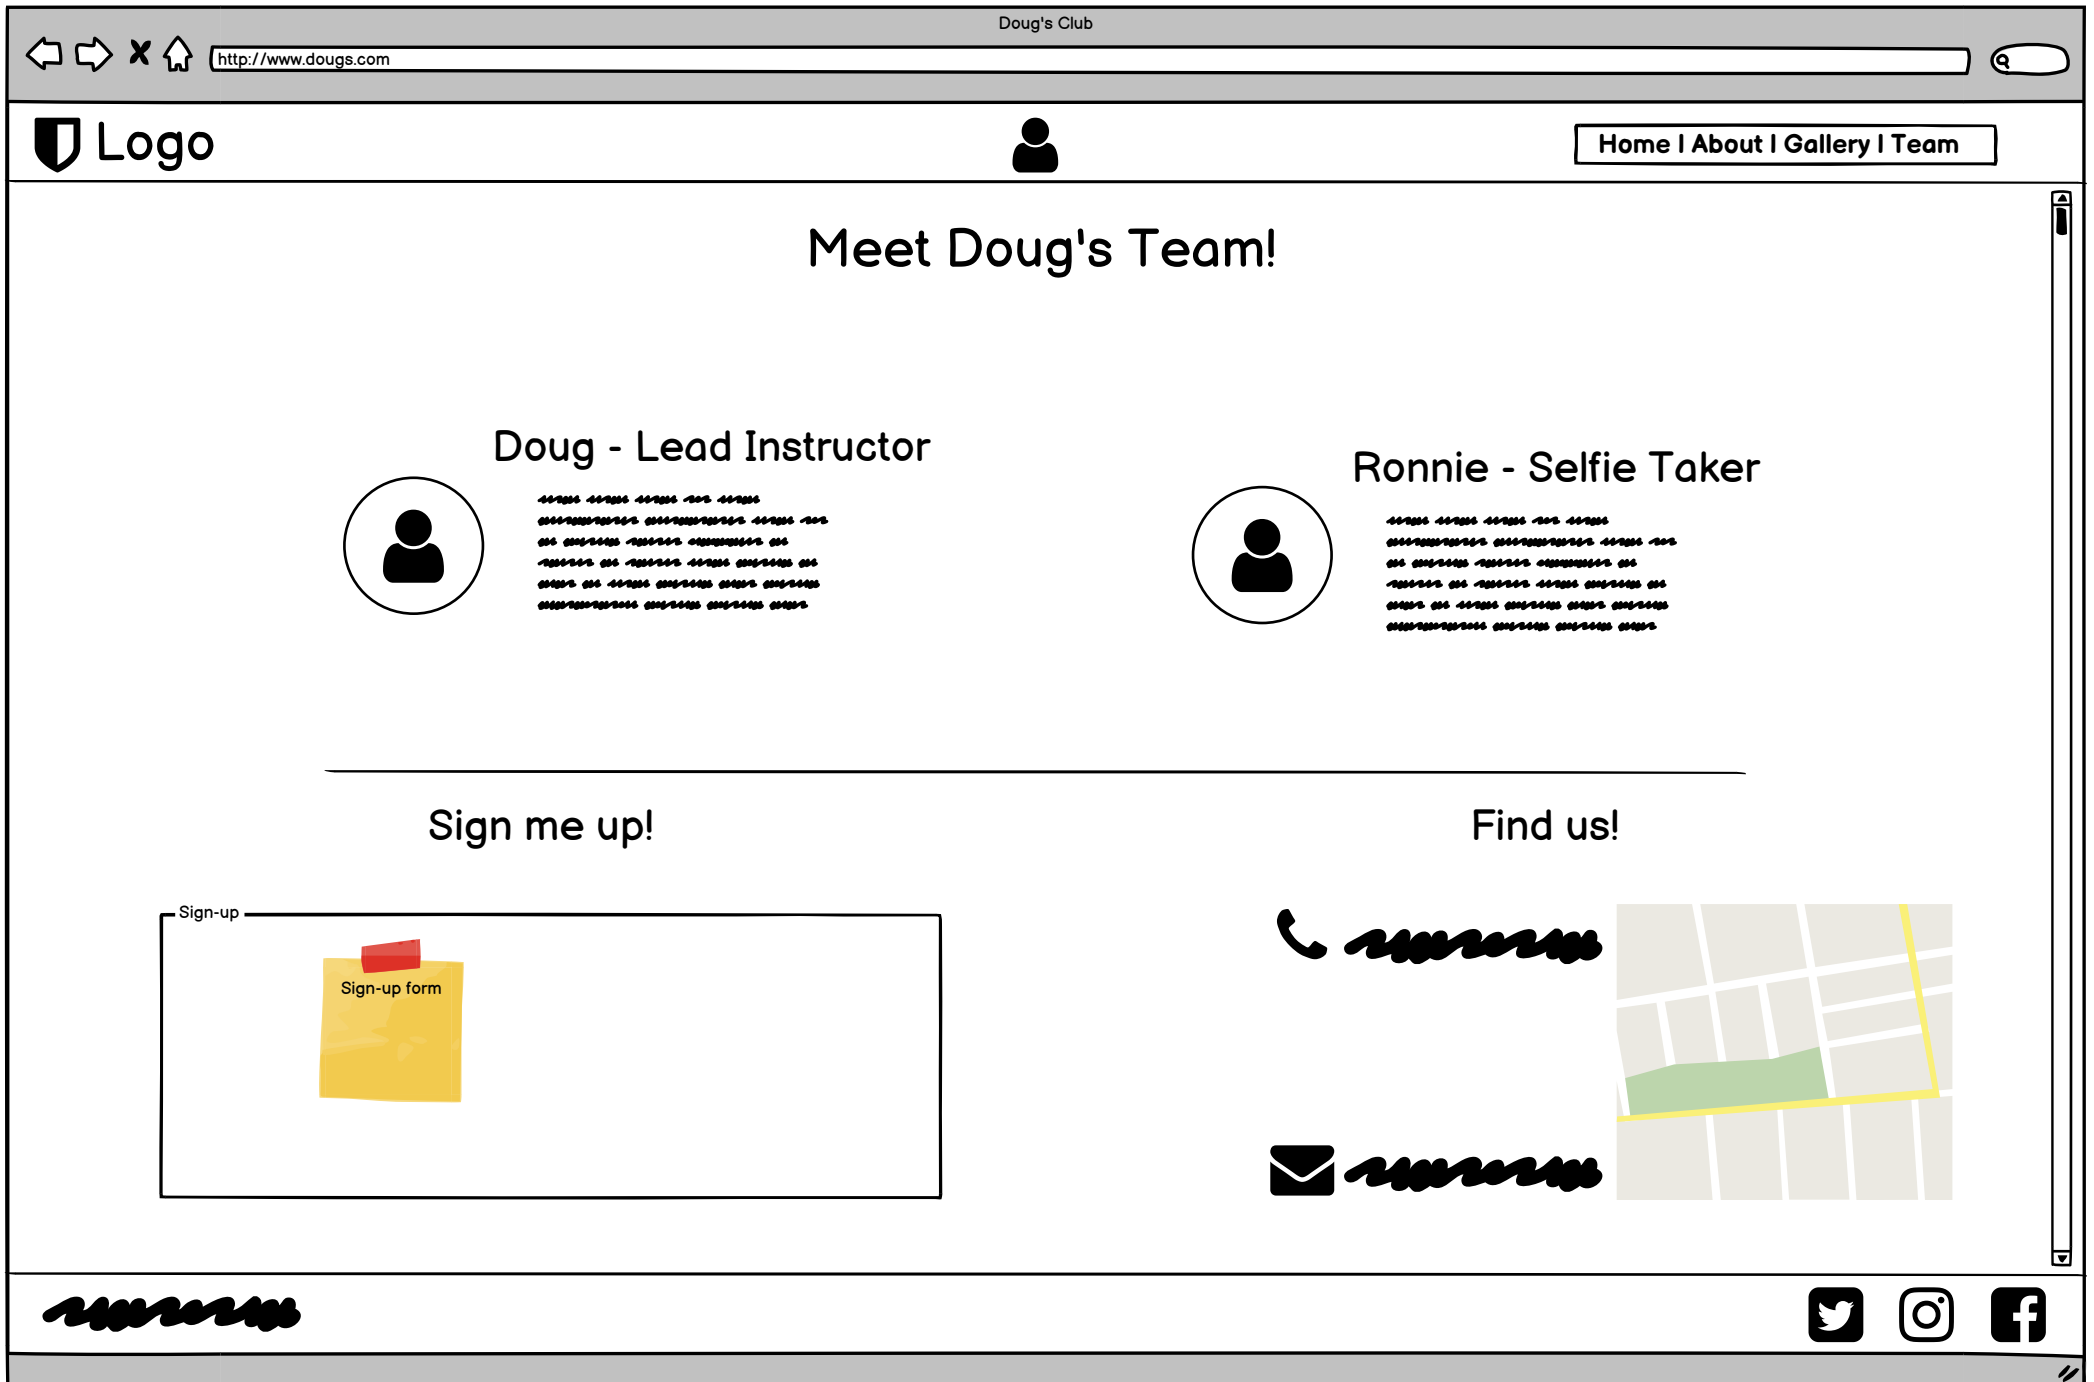 Doug's Club
http://www.dougs.com
Logo
Home | About | Gallery | Team
Meet Doug's Team!
Doug - Lead Instructor
Ronnie - Selfie Taker
Sign me up!
Find us!
Sign-up
Sign-up form